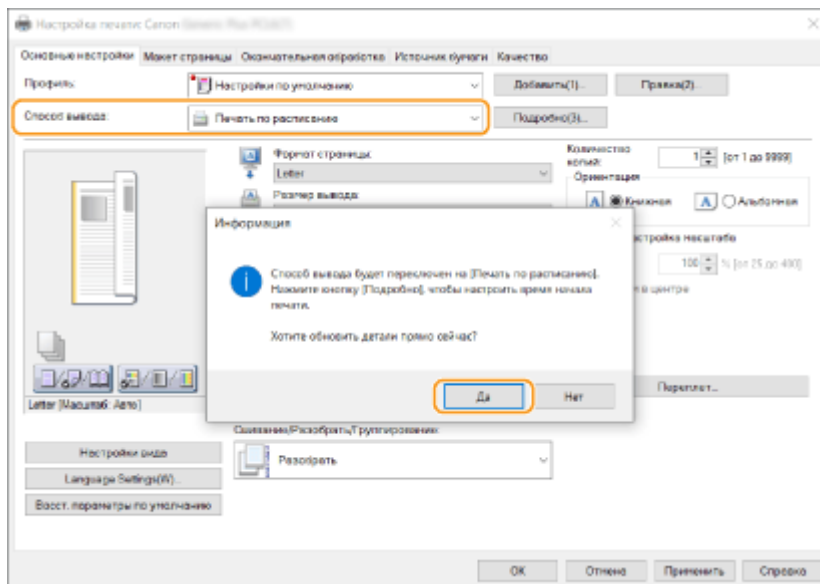 Настройка печати: Canon
Основные настройки Макет страницы Окончательная обработка Источник бумаги Качество
Профиль: Настройки по умолчанию Добавить(1)... Правка(2)...
Способ вывода: Печать по расписанию Подробно(3)...
Формат страницы:
Letter
Размер вывода:
Количество копий: 1 [от 1 до 9999]
Ориентация
A Книжная A Альбомная
стройка масштаба
100 % [от 25 до 400]
в центре
Информация
Способ вывода будет переключен на [Печать по расписанию].
Нажмите кнопку [Подробно], чтобы настроить время начала
печати.
Хотите обновить детали прямо сейчас?
Да Нет
Переплет...
Letter [Масштаб: Авто]
Сшивание/Разобрать/Группирование:
Разобрать
Настройки вида
Language Settings(W)...
Восст. параметры по умолчанию
OK Отмена Применить Справка